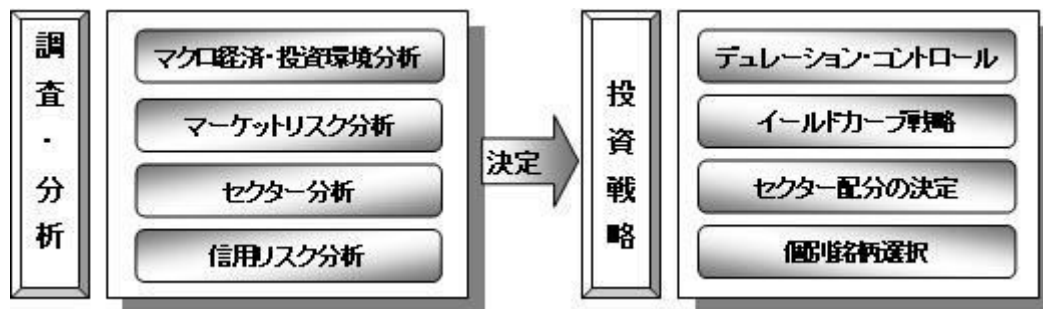 調査・分析
マクロ経済・投資環境分析
マーケットリスク分析
セクター分析
信用リスク分析
決定
投資戦略
デュレーション・コントロール
イールドカーブ戦略
セクター配分の決定
個別銘柄選択